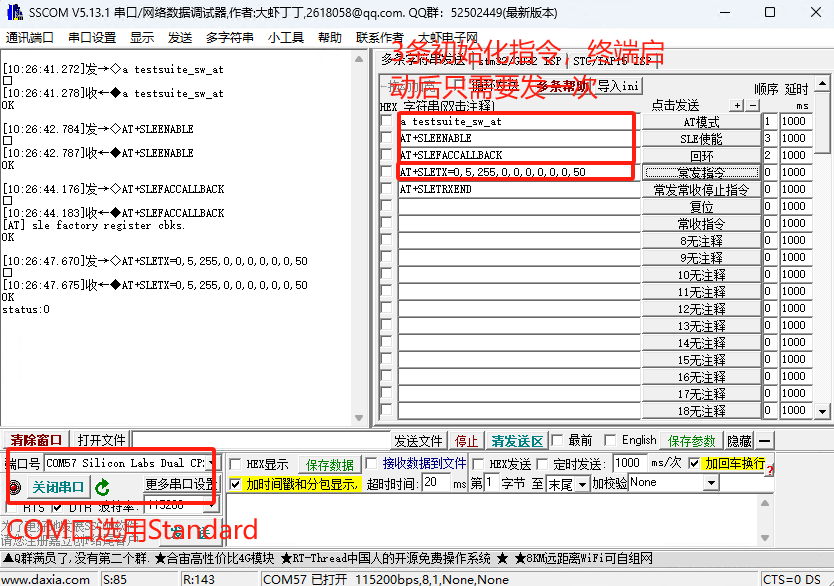 SSCOM V5.13.1 串口/网络数据调试器,作者:大虾丁丁,2618058@qq.com. QQ群: 52502449(最新版本)
通讯端口 串口设置 显示 发送 多字符串 小工具 帮助 联系作者 大虾电子网
[10:26:41.272]发→◇a testsuite_sw_at
□
[10:26:41.278]收←◆a testsuite_sw_at
OK
[10:26:42.784]发→◇AT+SLEENABLE
□
[10:26:42.787]收←◆AT+SLEENABLE
OK
[10:26:44.176]发→◇AT+SLEFACCALLBACK
□
[10:26:44.183]收←◆AT+SLEFACCALLBACK
[AT] sle factory register cbks.
OK
[10:26:47.670]发→◇AT+SLETX=0,5,255,0,0,0,0,0,0,50
□
[10:26:47.675]收←◆AT+SLETX=0,5,255,0,0,0,0,0,0,50
OK
status:0
3条初始化指令，终端启
动后只需要发一次
多条字符串发送 STC/IAP15 ISP
多条帮助 导入ini
HEX 字符串(双击注释) 点击发送 + − 顺序 延时
ms
a testsuite_sw_at AT模式 1 1000
AT+SLEENABLE SLE使能 3 1000
AT+SLEFACCALLBACK 回环 2 1000
AT+SLETX=0,5,255,0,0,0,0,0,0,50 常发指令 0 1000
AT+SLETRXEND 常发常收停止指令 0 1000
复位 0 1000
常收指令 0 1000
8无注释 0 1000
9无注释 0 1000
10无注释 0 1000
11无注释 0 1000
12无注释 0 1000
13无注释 0 1000
14无注释 0 1000
15无注释 0 1000
16无注释 0 1000
17无注释 0 1000
18无注释 0 1000
清除窗口 打开文件 发送文件 停止 清发送区 最前 English 保存参数 隐藏 −
端口号 COM57 Silicon Labs Dual CP2 HEX显示 保存数据 接收数据到文件 HEX发送 定时发送: 1000 ms/次 加回车换行 ?
关闭串口 更多串口设置 加时间戳和分包显示, 超时时间: 20 ms 第 1 字节 至 末尾 加校验 None
RTS DTR 波特率: 115200
COM口选用Standard
发 送
▲Q群满员了,没有第二个群. ★合宙高性价比4G模块 ★RT-Thread中国人的开源免费操作系统 ★ ★8KM远距离WiFi可自组网
www.daxia.com S:85 R:143 COM57 已打开 115200bps,8,1,None,None CTS=0 DS